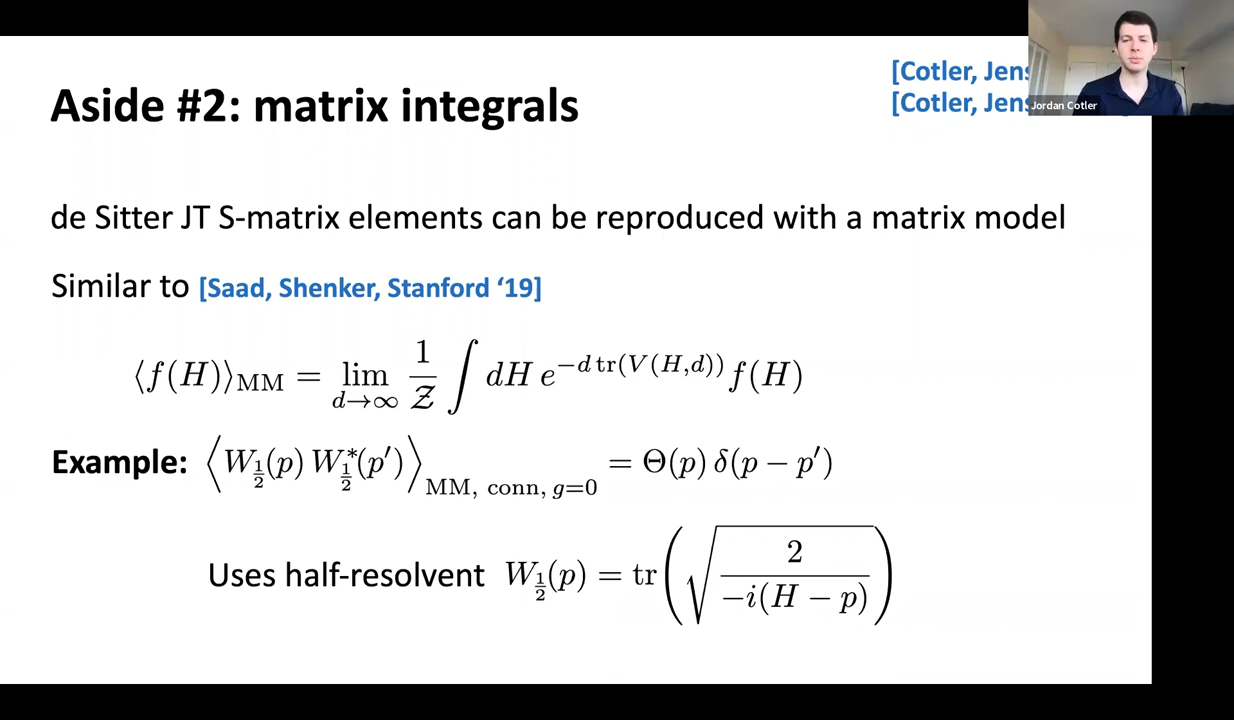 [Cotler,
[Cotler,
Jordan Cotler
Aside #2: matrix integrals
de Sitter JT S-matrix elements can be reproduced with a matrix model
Similar to [Saad, Shenker, Stanford ‘19]
⟨f(H)⟩_MM = lim_{d→∞} 1/𝒵 ∫ dH e^{−d tr(V(H,d))} f(H)
Example: ⟨W_{1/2}(p) W*_{1/2}(p′)⟩_{MM, conn, g=0} = Θ(p) δ(p − p′)
Uses half-resolvent W_{1/2}(p) = tr(√(2/(−i(H − p))))